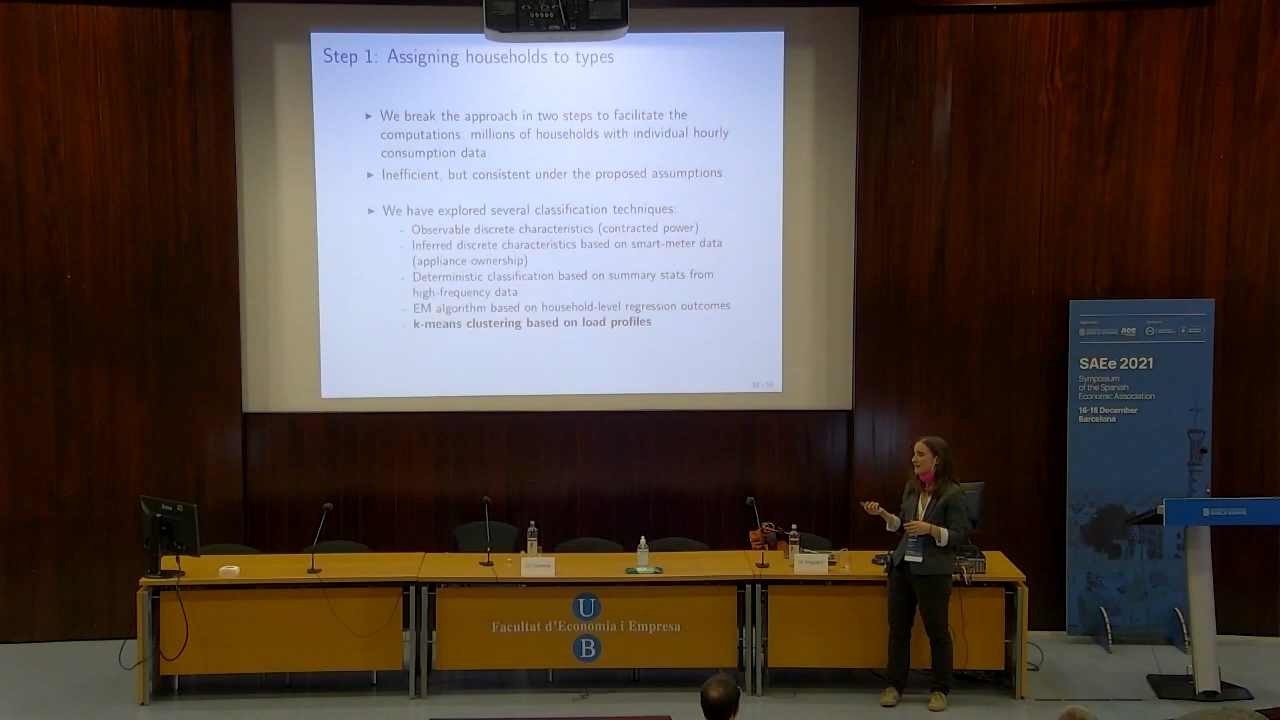 Step 1: Assigning households to types
▶ We break the approach in two steps to facilitate the
computations: millions of households with individual hourly
consumption data
▶ Inefficient, but consistent under the proposed assumptions.
▶ We have explored several classification techniques:
- Observable discrete characteristics (contracted power)
- Inferred discrete characteristics based on smart-meter data
(appliance ownership)
- Deterministic classification based on summary stats from
high-frequency data
- EM algorithm based on household-level regression outcomes
- k-means clustering based on load profiles
aee
SAEe 2021
Symposium
of the Spanish
Economic Association
16-18 December
Barcelona
U
Facultat d'Economia i Empresa
B